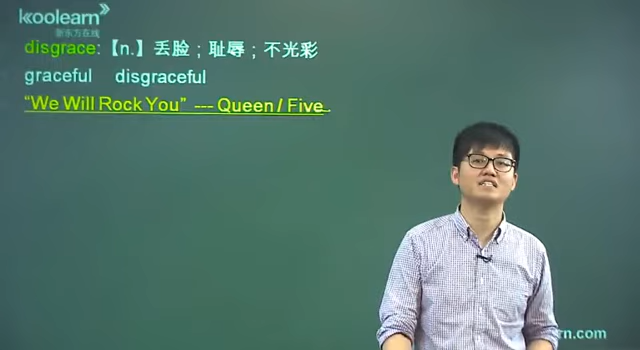 koolearn
新东方在线
disgrace:【n.】丢脸；耻辱；不光彩
graceful disgraceful
“We Will Rock You” --- Queen / Five
rn.com